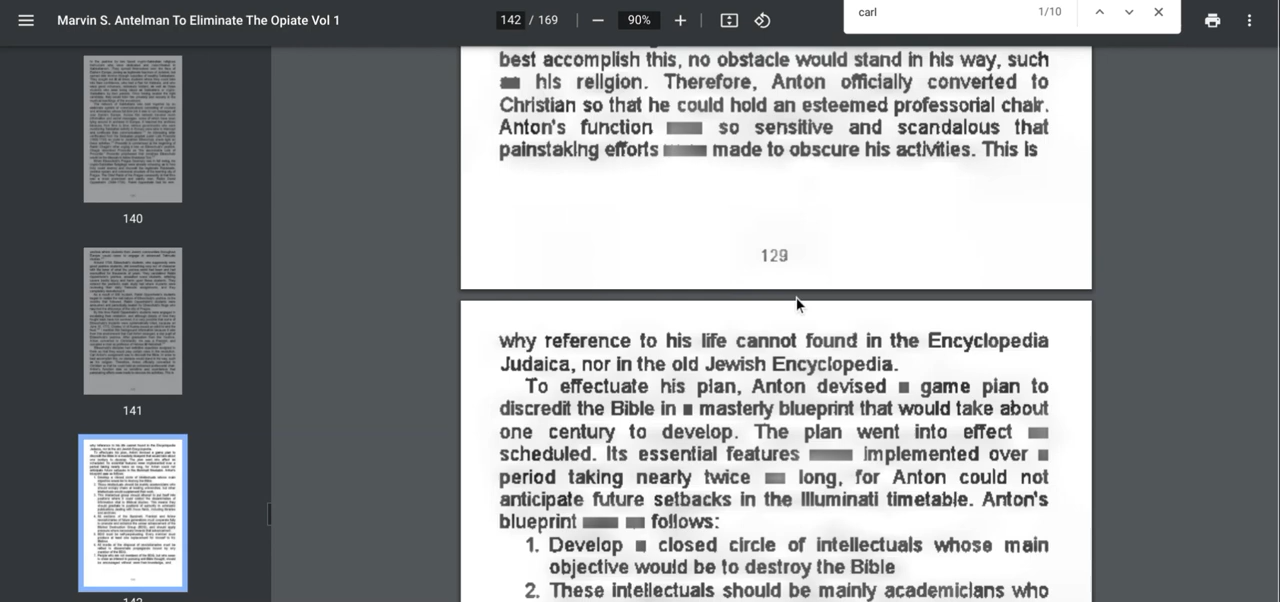 Marvin S. Antelman To Eliminate The Opiate Vol 1
142 / 169
90%
carl
1/10
140
141
best accomplish this, no obstacle would stand in his way, such
his religion. Therefore, Anton officially converted to
Christian so that he could hold an esteemed professorial chair.
Anton's function so sensitive and scandalous that
painstaking efforts made to obscure his activities. This is
129
why reference to his life cannot found in the Encyclopedia
Judaica, nor in the old Jewish Encyclopedia.
To effectuate his plan, Anton devised game plan to
discredit the Bible in masterly blueprint that would take about
one century to develop. The plan went into effect
scheduled. Its essential features implemented over
period taking nearly twice long, for Anton could not
anticipate future setbacks in the Illuminati timetable. Anton's
blueprint follows:
1. Develop closed circle of intellectuals whose main
objective would be to destroy the Bible
2. These intellectuals should be mainly academicians who